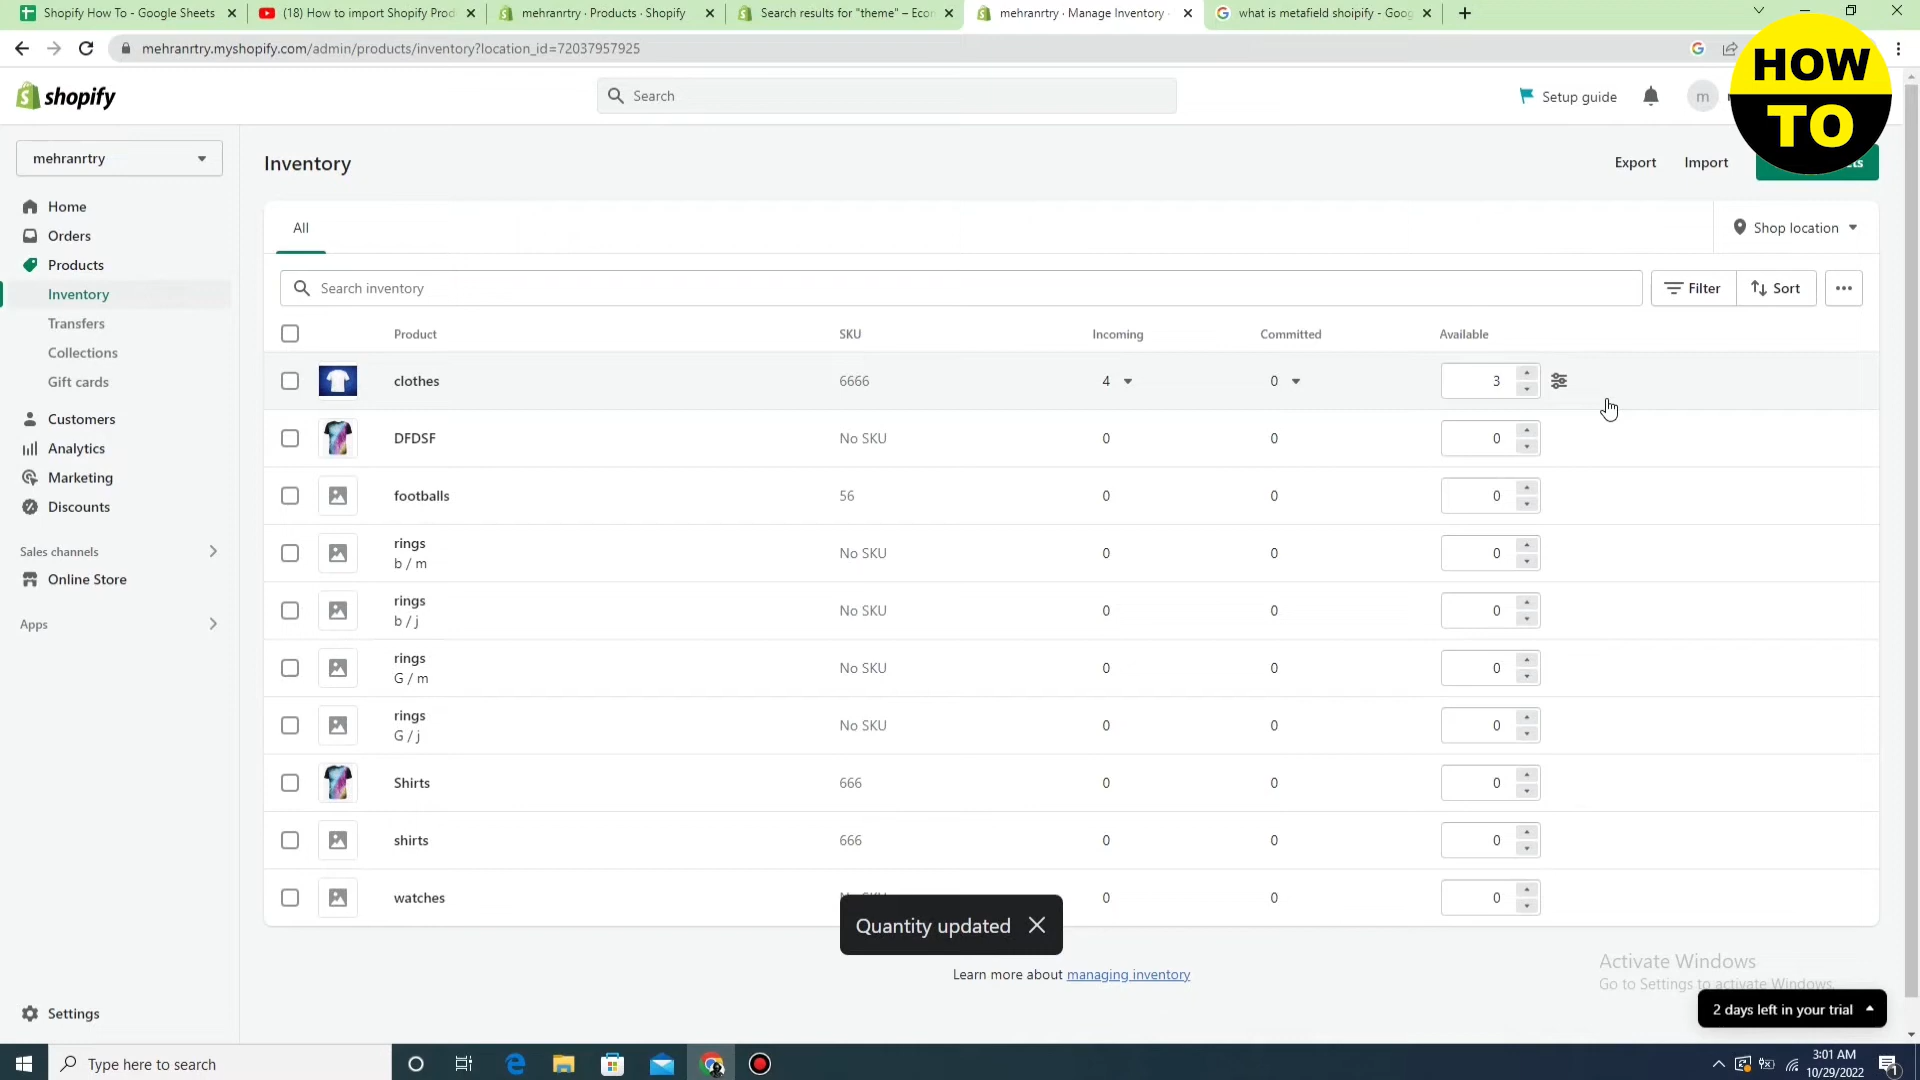 Shopify How To - Google Sheets
(18) How to import Shopify Prod
mehranrtry · Products · Shopify
Search results for "theme" – Econ
mehranrtry · Manage Inventory ·
what is metafield shoipify - Goog
mehranrtry.myshopify.com/admin/products/inventory?location_id=72037957925
HOW
TO
shopify
Search
Setup guide
m
mehranrtry
Inventory
Export
Import
Home
Orders
Products
Inventory
Transfers
Collections
Gift cards
Customers
Analytics
Marketing
Discounts
Sales channels
Online Store
Apps
Settings
All
Shop location
Search inventory
Filter
Sort
Product SKU Incoming Committed Available
clothes 6666 4 0 3
DFDSF No SKU 0 0 0
footballs 56 0 0 0
rings
b / m No SKU 0 0 0
rings
b / j No SKU 0 0 0
rings
G / m No SKU 0 0 0
rings
G / j No SKU 0 0 0
Shirts 666 0 0 0
shirts 666 0 0 0
watches 0 0 0
Quantity updated
Learn more about managing inventory
Activate Windows
Go to Settings to activate Windows.
2 days left in your trial
Type here to search
3:01 AM
10/29/2022
1